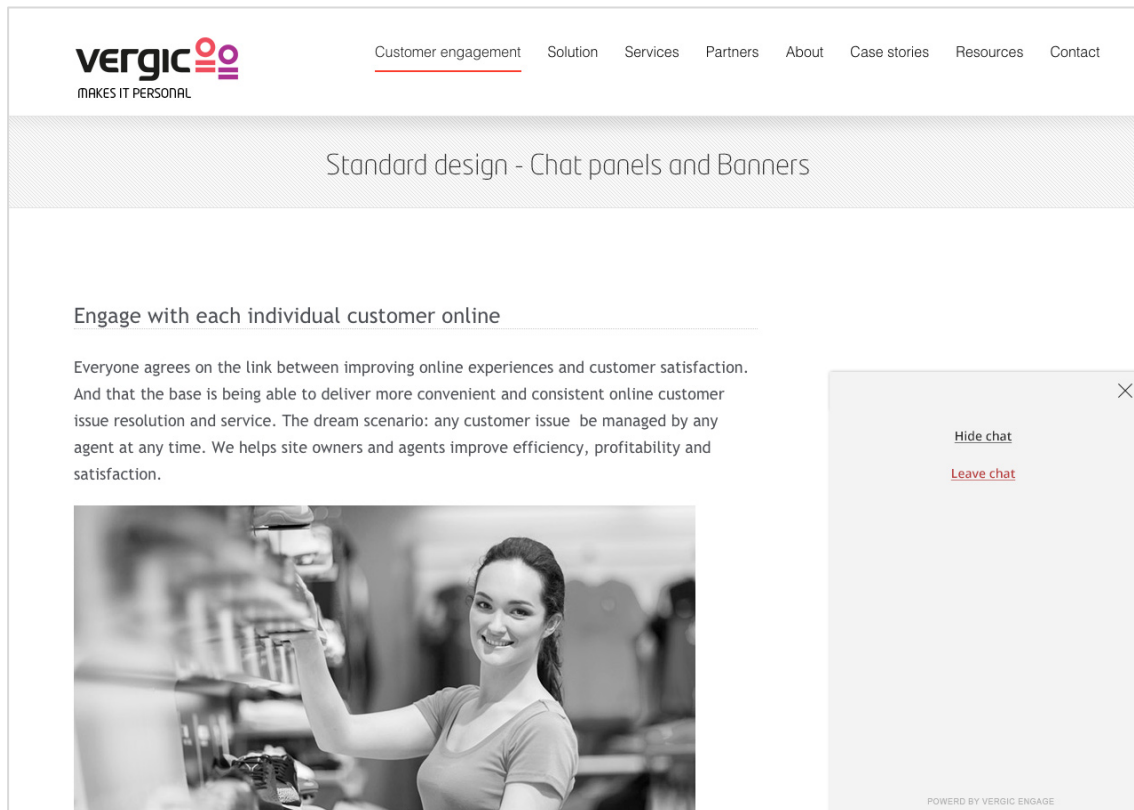 vergic
MAKES IT PERSONAL
Customer engagement Solution Services Partners About Case stories Resources Contact
Standard design - Chat panels and Banners
Engage with each individual customer online
Everyone agrees on the link between improving online experiences and customer satisfaction.
And that the base is being able to deliver more convenient and consistent online customer
issue resolution and service. The dream scenario: any customer issue  be managed by any
agent at any time. We helps site owners and agents improve efficiency, profitability and
satisfaction.
Hide chat
Leave chat
POWERD BY VERGIC ENGAGE